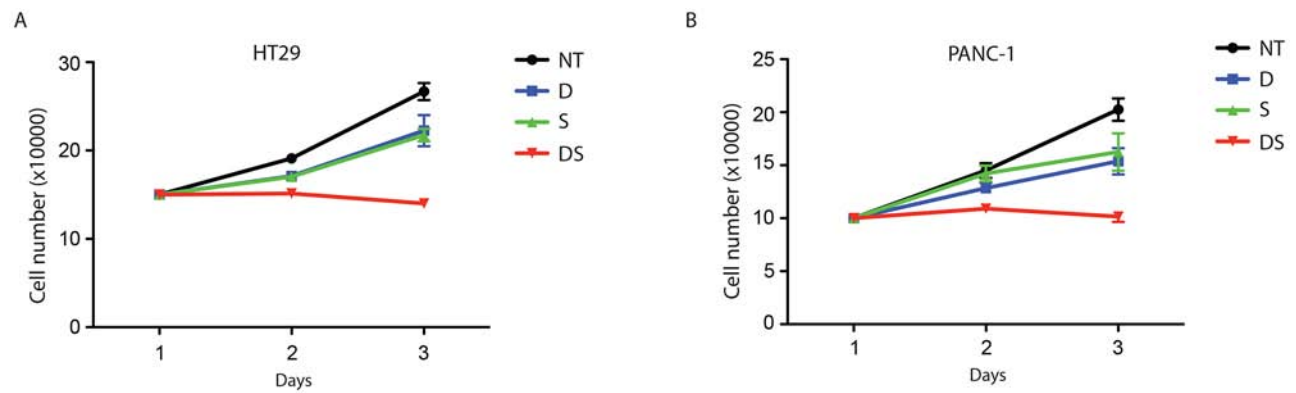 A
HT29
Cell number (x10000)
30
20
10
0
1 2 3
Days
NT
D
S
DS
B
PANC-1
Cell number (x10000)
25
20
15
10
5
0
1 2 3
Days
NT
D
S
DS